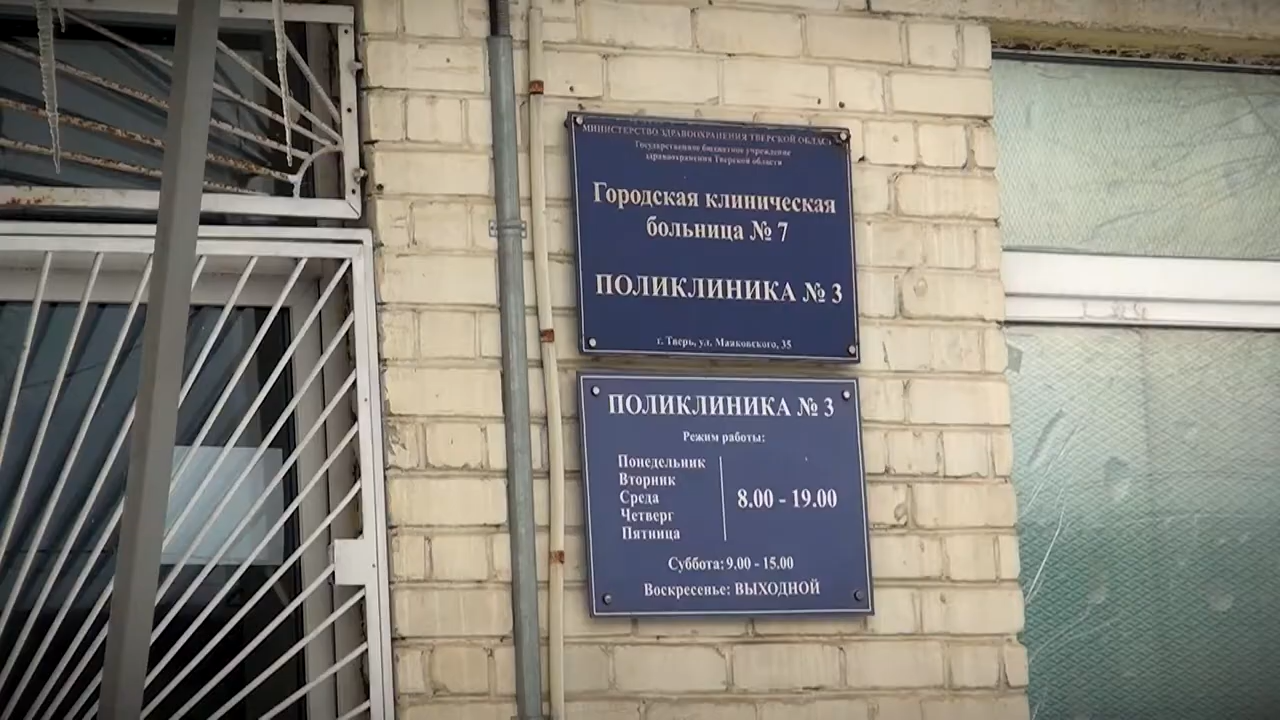 МИНИСТЕРСТВО ЗДРАВООХРАНЕНИЯ ТВЕРСКОЙ ОБЛАС
Государственное бюджетное учреждение
здравоохранения Тверской области
Городская клиническая
больница № 7
ПОЛИКЛИНИКА № 3
г. Тверь, ул. Маяковского, 35
ПОЛИКЛИНИКА № 3
Режим работы:
Понедельник
Вторник
Среда
Четверг
Пятница
8.00 - 19.00
Суббота: 9.00 - 15.00
Воскресенье: ВЫХОДНОЙ